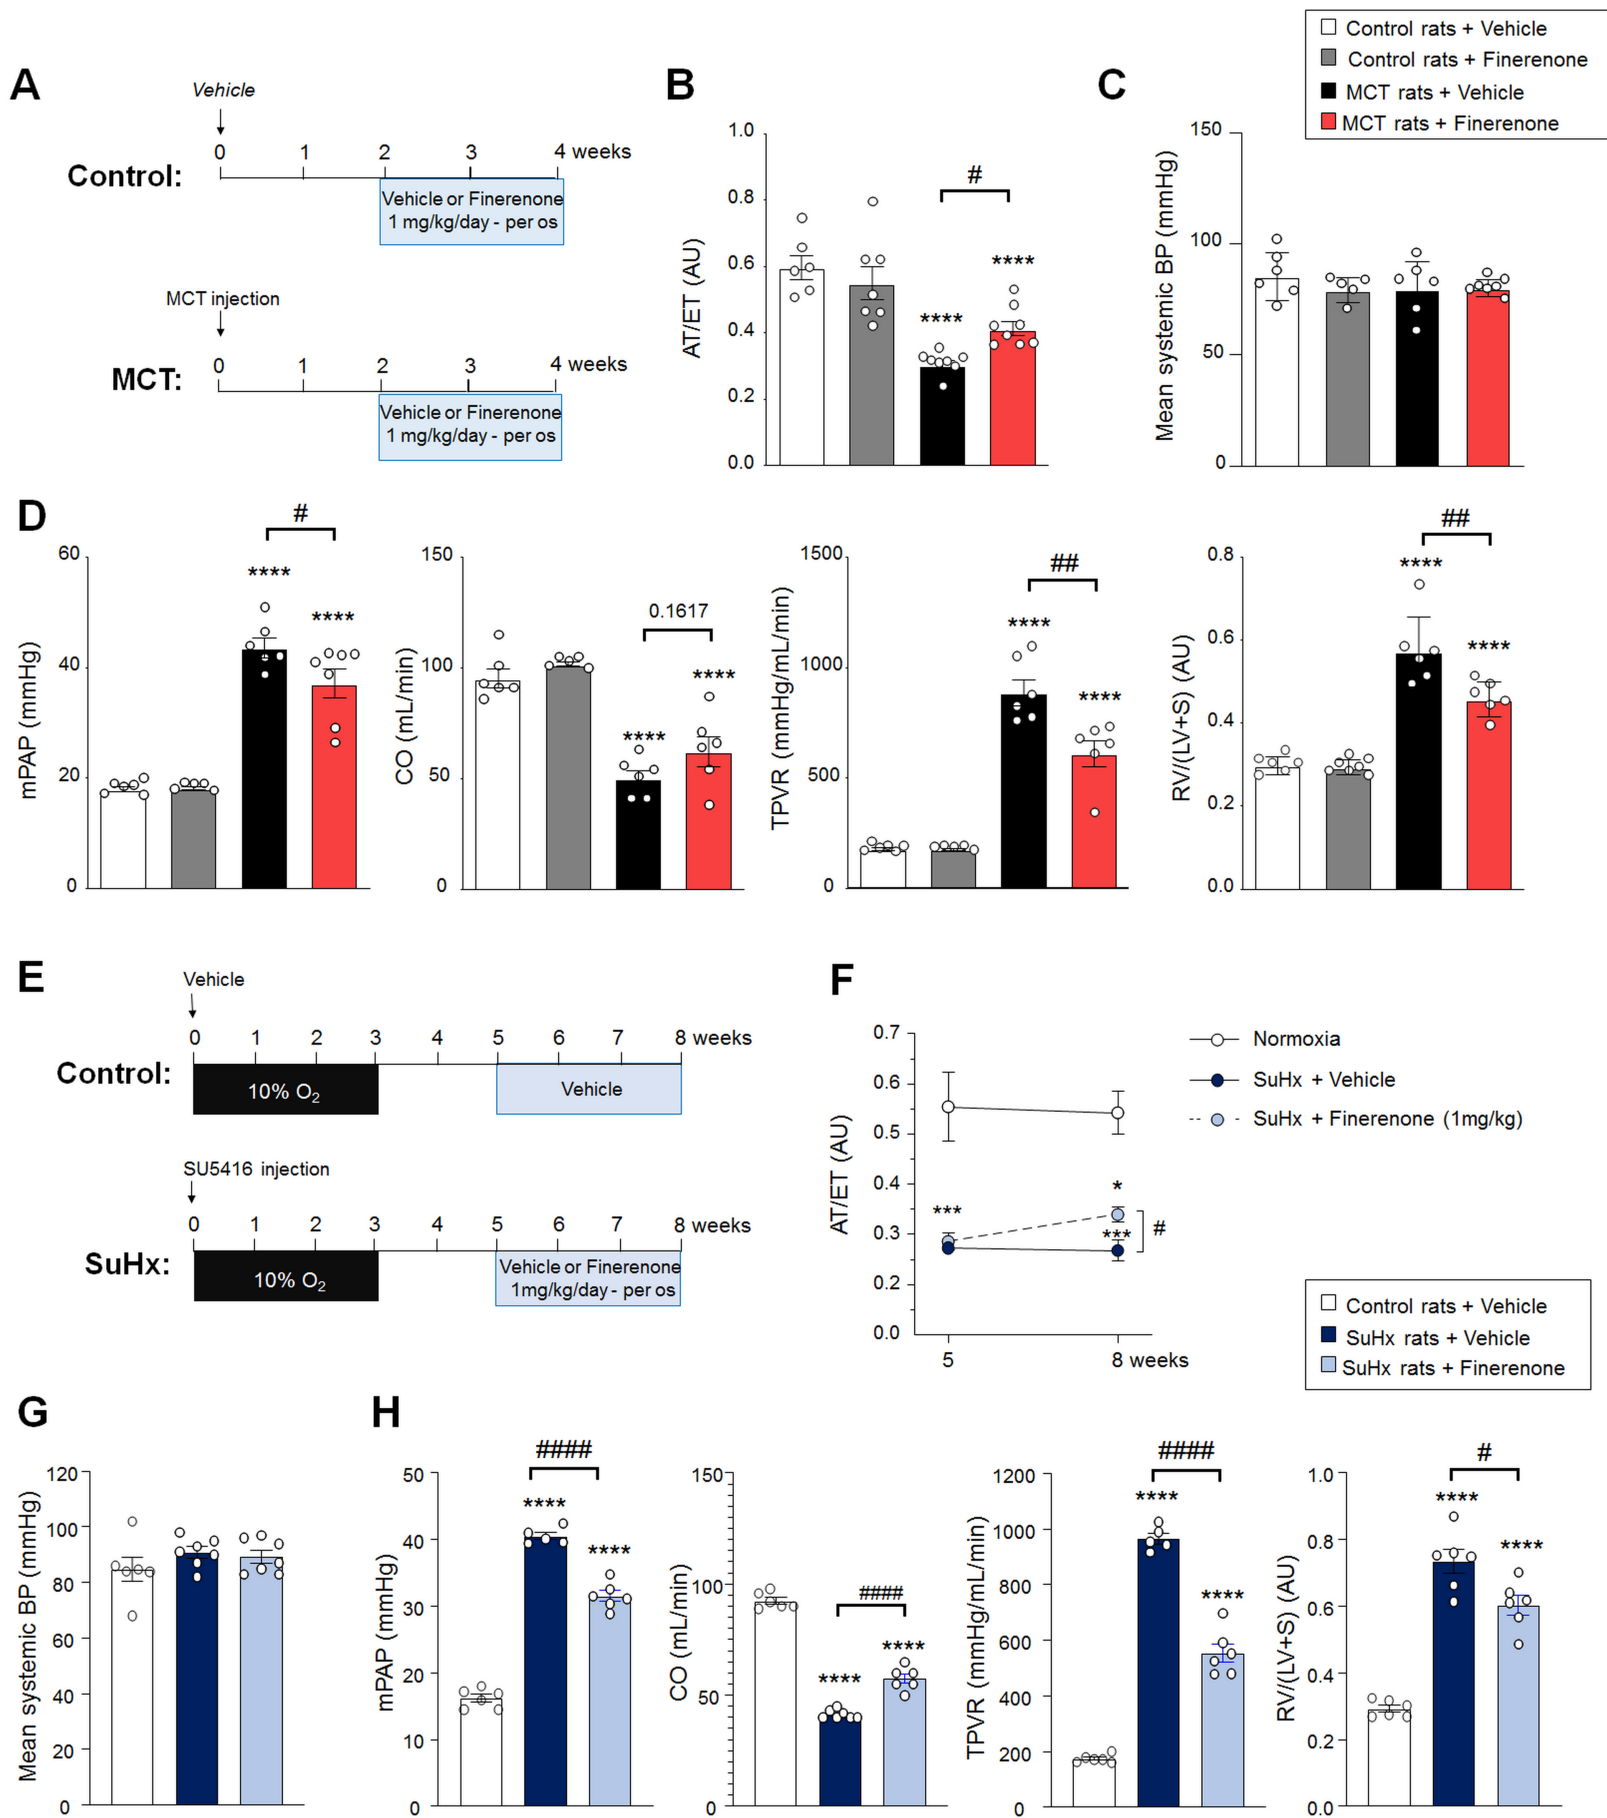 Control rats + Vehicle
Control rats + Finerenone
MCT rats + Vehicle
MCT rats + Finerenone
A
Vehicle
0 1 2 3 4 weeks
Control:
Vehicle or Finerenone
1 mg/kg/day - per os
MCT injection
0 1 2 3 4 weeks
MCT:
Vehicle or Finerenone
1 mg/kg/day - per os
B
AT/ET (AU)
1.0
0.8
0.6
0.4
0.2
0.0
****
****
#
C
Mean systemic BP (mmHg)
150
100
50
0
D
mPAP (mmHg)
60
40
20
0
****
****
#
CO (mL/min)
150
100
50
0
****
****
0.1617
TPVR (mmHg/mL/min)
1500
1000
500
0
****
****
##
RV/(LV+S) (AU)
0.8
0.6
0.4
0.2
0.0
****
****
##
E
Vehicle
0 1 2 3 4 5 6 7 8 weeks
Control:
10% O2
Vehicle
SU5416 injection
0 1 2 3 4 5 6 7 8 weeks
SuHx:
10% O2
Vehicle or Finerenone
1mg/kg/day - per os
F
AT/ET (AU)
0.7
0.6
0.5
0.4
0.3
0.2
0.0
***
*
***
#
5 8 weeks
Normoxia
SuHx + Vehicle
SuHx + Finerenone (1mg/kg)
Control rats + Vehicle
SuHx rats + Vehicle
SuHx rats + Finerenone
G
Mean systemic BP (mmHg)
120
100
80
60
40
20
0
H
mPAP (mmHg)
50
40
30
20
10
0
####
****
****
CO (mL/min)
150
100
50
0
####
****
****
TPVR (mmHg/mL/min)
1200
1000
800
600
400
200
0
####
****
****
RV/(LV+S) (AU)
1.0
0.8
0.6
0.4
0.2
0.0
#
****
****